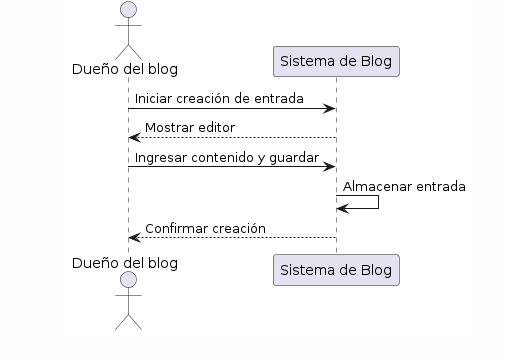 Dueño del blog
Sistema de Blog
Iniciar creación de entrada
Mostrar editor
Ingresar contenido y guardar
Almacenar entrada
Confirmar creación
Dueño del blog
Sistema de Blog